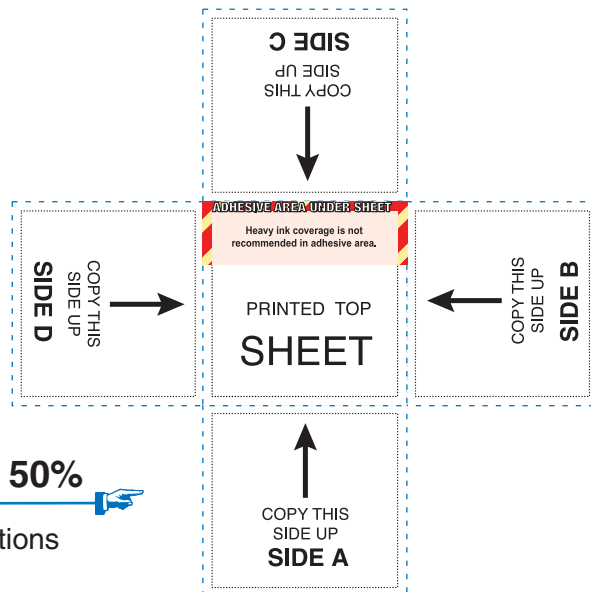 SIDE C
COPY THIS
SIDE UP
ADHESIVE AREA UNDER SHEET
Heavy ink coverage is not
recommended in adhesive area.
SIDE D
COPY THIS
SIDE UP
PRINTED TOP
SHEET
COPY THIS
SIDE UP
SIDE B
50%
tions
COPY THIS
SIDE UP
SIDE A